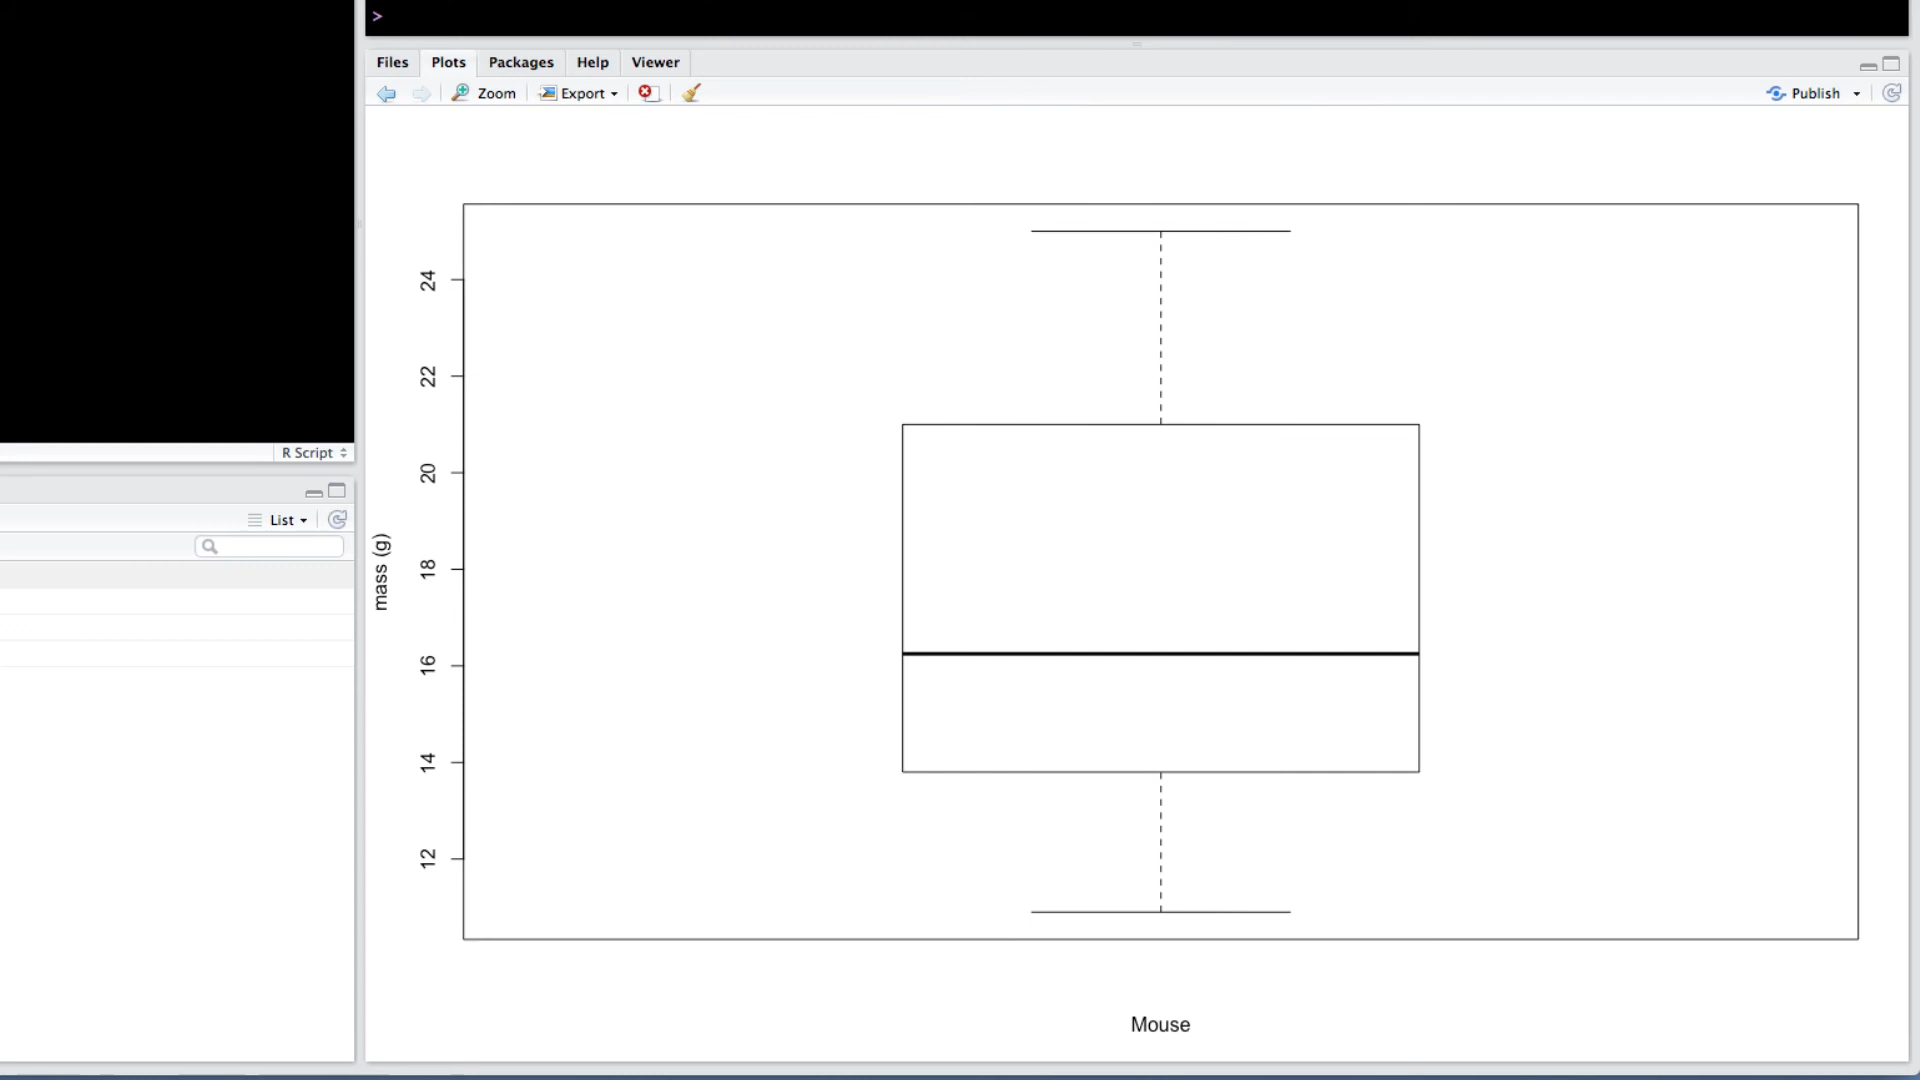 >
Files Plots Packages Help Viewer
Zoom Export Publish
24
22
20
R Script
List
mass (g)
18
16
14
12
Mouse